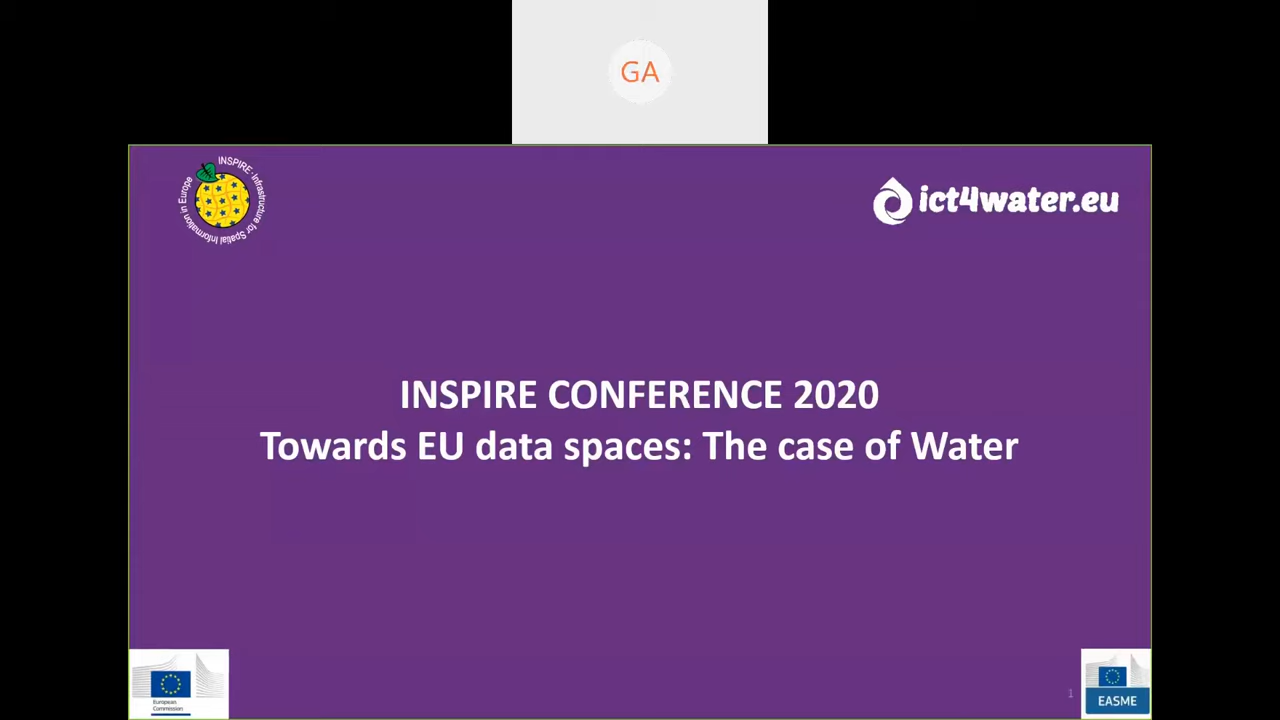 GA
INSPIRE: Infrastructure for Spatial Information in Europe
ict4water.eu
INSPIRE CONFERENCE 2020
Towards EU data spaces: The case of Water
European
Commission
1
EASME